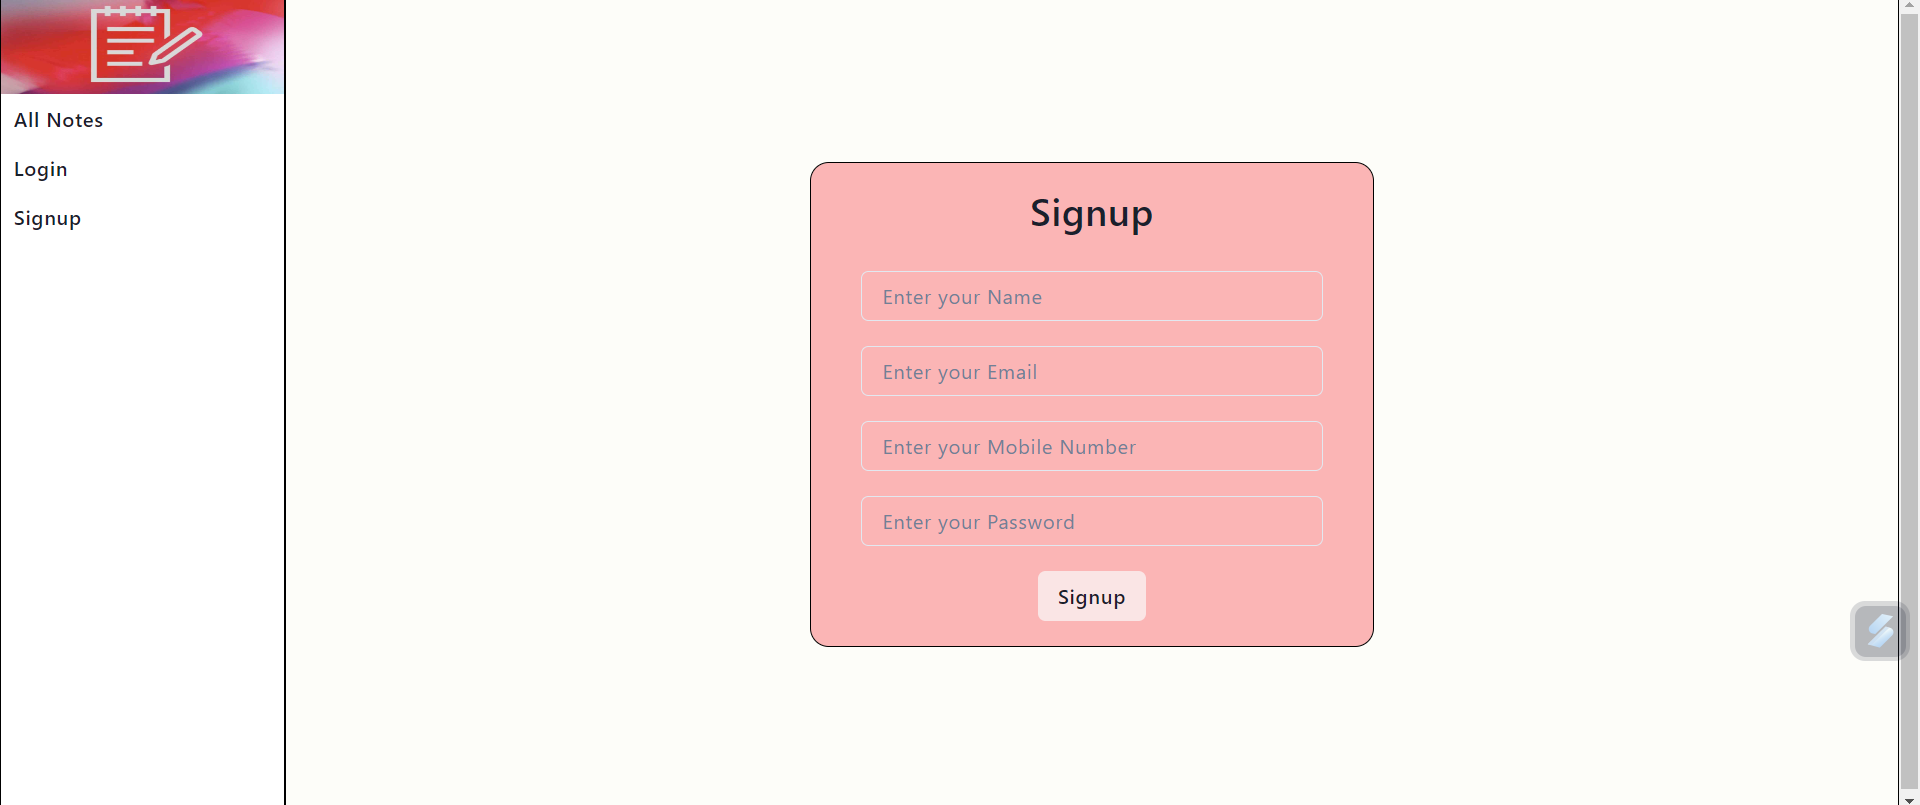 All Notes
Login
Signup
Signup
Enter your Name
Enter your Email
Enter your Mobile Number
Enter your Password
Signup